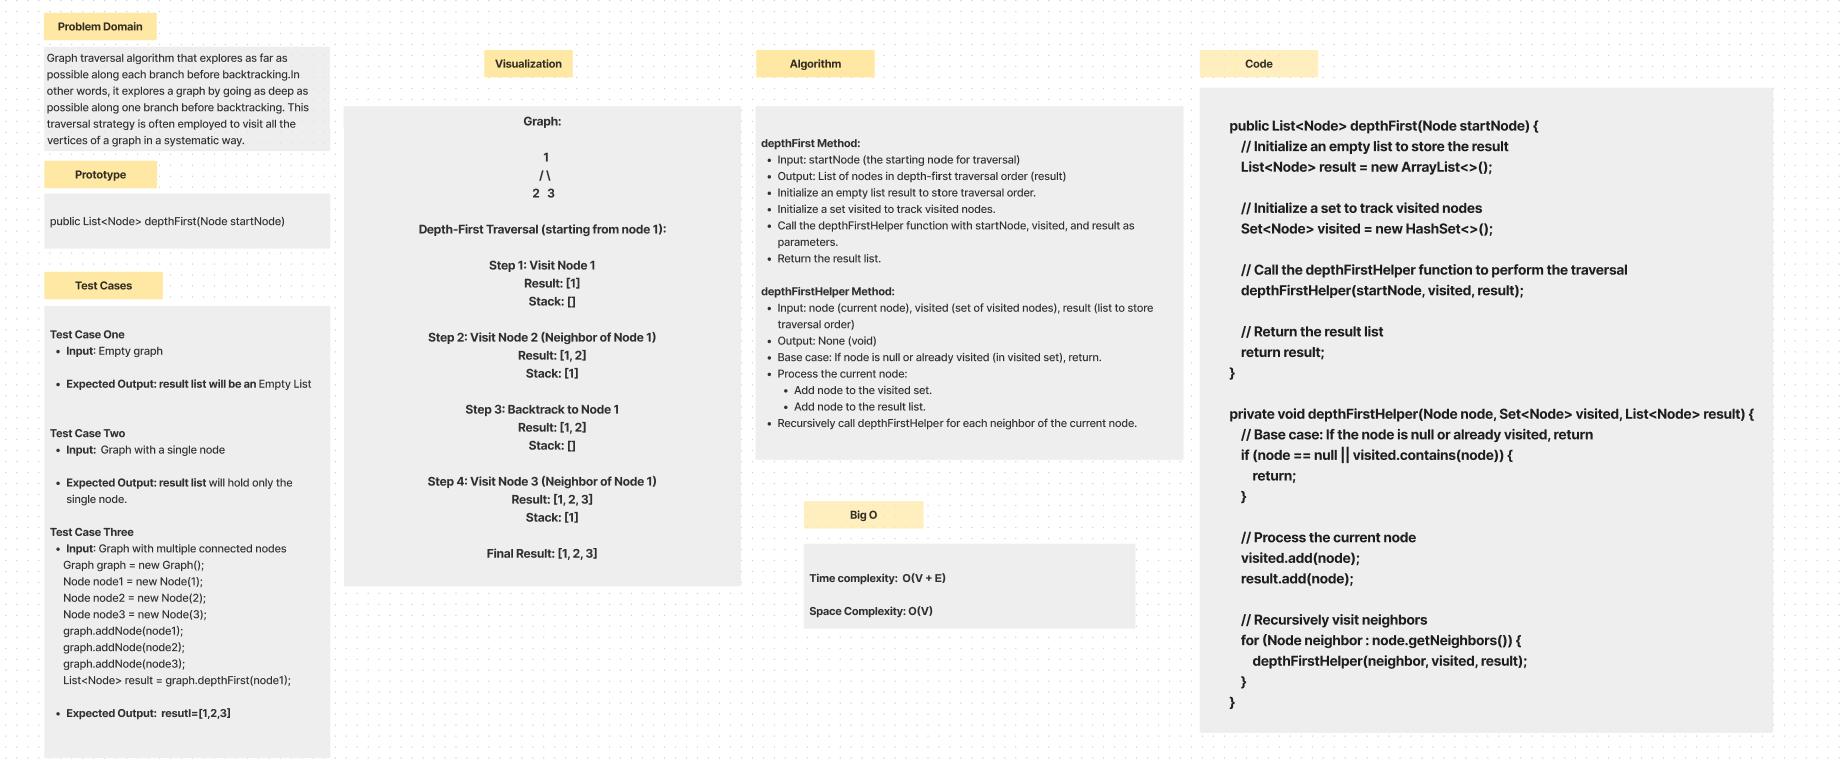 Problem Domain
Graph traversal algorithm that explores as far as
possible along each branch before backtracking.In
other words, it explores a graph by going as deep as
possible along one branch before backtracking. This
traversal strategy is often employed to visit all the
vertices of a graph in a systematic way.
Prototype
public List<Node> depthFirst(Node startNode)
Test Cases
Test Case One
• Input: Empty graph
• Expected Output: result list will be an Empty List
Test Case Two
• Input: Graph with a single node
• Expected Output: result list will hold only the
single node.
Test Case Three
• Input: Graph with multiple connected nodes
Graph graph = new Graph();
Node node1 = new Node(1);
Node node2 = new Node(2);
Node node3 = new Node(3);
graph.addNode(node1);
graph.addNode(node2);
graph.addNode(node3);
List<Node> result = graph.depthFirst(node1);
• Expected Output: resutl=[1,2,3]
Visualization
Graph:
1
/ \
2 3
Depth-First Traversal (starting from node 1):
Step 1: Visit Node 1
Result: [1]
Stack: []
Step 2: Visit Node 2 (Neighbor of Node 1)
Result: [1, 2]
Stack: [1]
Step 3: Backtrack to Node 1
Result: [1, 2]
Stack: []
Step 4: Visit Node 3 (Neighbor of Node 1)
Result: [1, 2, 3]
Stack: [1]
Final Result: [1, 2, 3]
Algorithm
depthFirst Method:
• Input: startNode (the starting node for traversal)
• Output: List of nodes in depth-first traversal order (result)
• Initialize an empty list result to store traversal order.
• Initialize a set visited to track visited nodes.
• Call the depthFirstHelper function with startNode, visited, and result as
parameters.
• Return the result list.
depthFirstHelper Method:
• Input: node (current node), visited (set of visited nodes), result (list to store
traversal order)
• Output: None (void)
• Base case: If node is null or already visited (in visited set), return.
• Process the current node:
• Add node to the visited set.
• Add node to the result list.
• Recursively call depthFirstHelper for each neighbor of the current node.
Big O
Time complexity: O(V + E)
Space Complexity: O(V)
Code
public List<Node> depthFirst(Node startNode) {
// Initialize an empty list to store the result
List<Node> result = new ArrayList<>();
// Initialize a set to track visited nodes
Set<Node> visited = new HashSet<>();
// Call the depthFirstHelper function to perform the traversal
depthFirstHelper(startNode, visited, result);
// Return the result list
return result;
}
private void depthFirstHelper(Node node, Set<Node> visited, List<Node> result) {
// Base case: If the node is null or already visited, return
if (node == null || visited.contains(node)) {
return;
}
// Process the current node
visited.add(node);
result.add(node);
// Recursively visit neighbors
for (Node neighbor : node.getNeighbors()) {
depthFirstHelper(neighbor, visited, result);
}
}